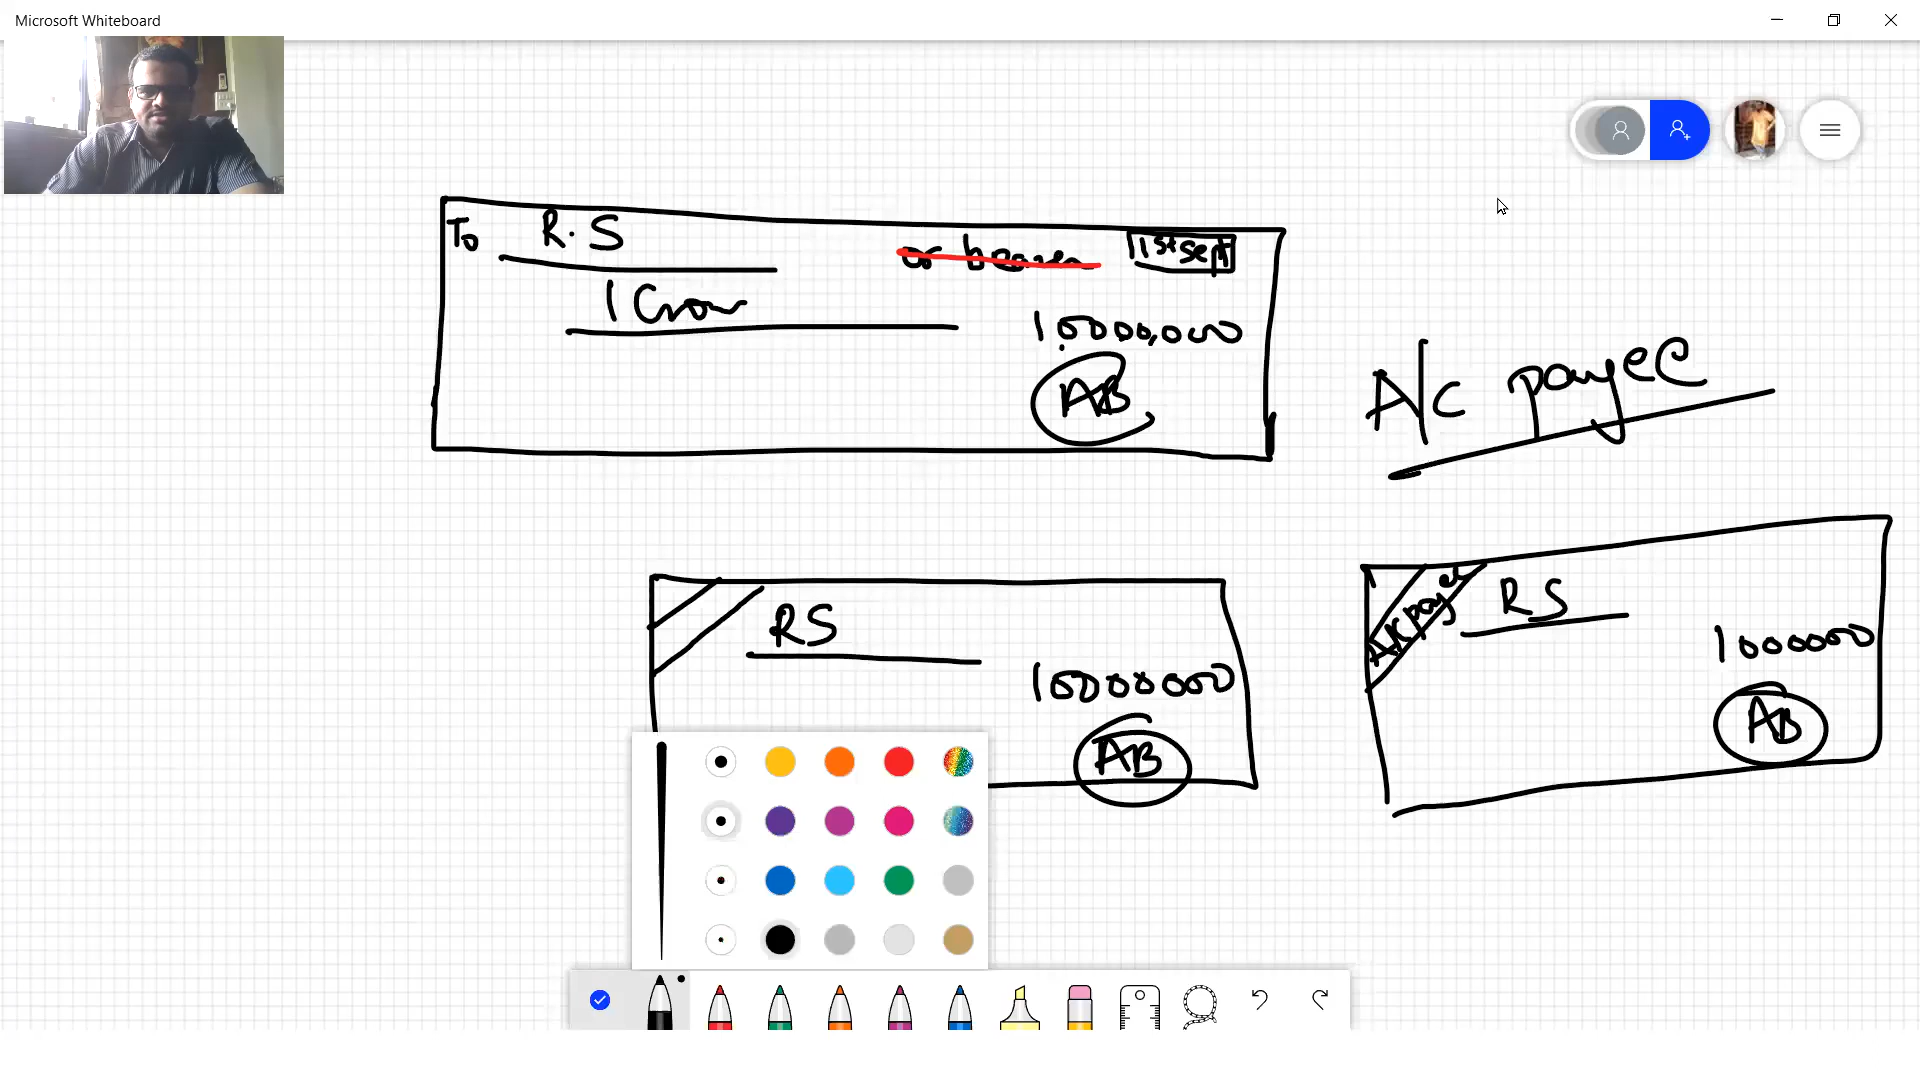 Microsoft Whiteboard
To R.S
or bearer
1st sept
1 Crore
1,0000,000
AB
A/c payee
RS
10000000
AB
A/c payee
RS
1000000
AB